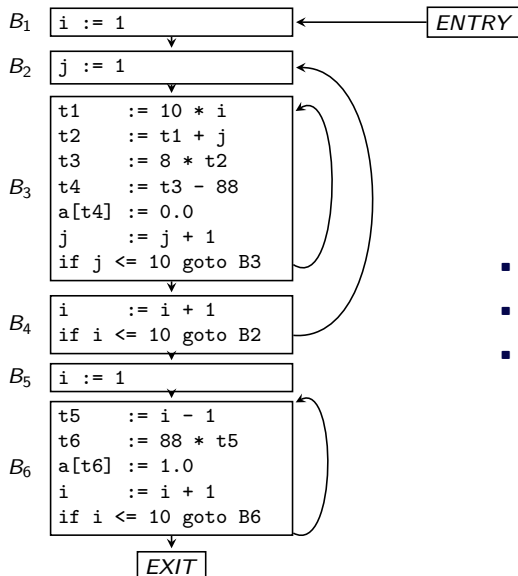 B1 i := 1 ENTRY
B2 j := 1
t1 := 10 * i
t2 := t1 + j
t3 := 8 * t2
B3 t4 := t3 - 88
a[t4] := 0.0
j := j + 1
if j <= 10 goto B3
B4 i := i + 1
if i <= 10 goto B2
B5 i := 1
t5 := i - 1
t6 := 88 * t5
B6 a[t6] := 1.0
i := i + 1
if i <= 10 goto B6
EXIT